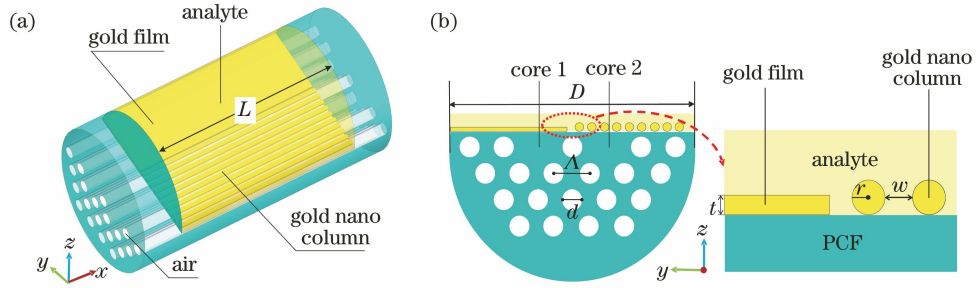 (a)
analyte
gold film
L
gold nano
column
air
z
y
x
(b)
core 1
core 2
D
Λ
d
z
y
gold film
gold nano
column
analyte
r
w
t
PCF